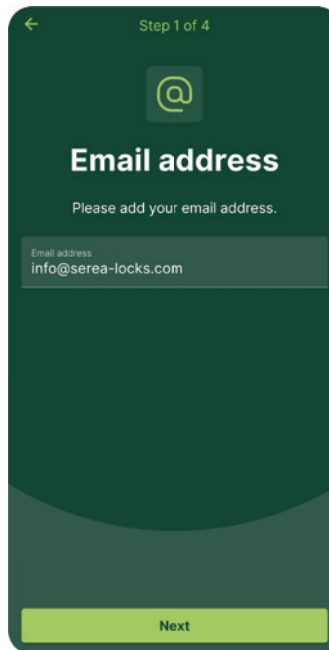 Step 1 of 4
@
Email address
Please add your email address.
Email address
info@serea-locks.com
Next